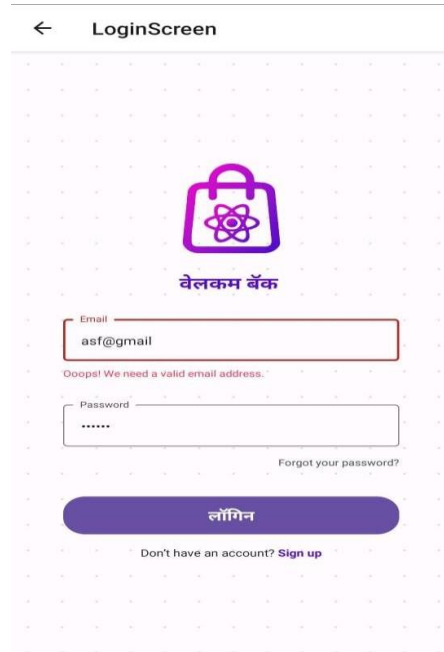 LoginScreen
वेलकम बॅक
Email
asf@gmail
Ooops! We need a valid email address.
Password
••••••
Forgot your password?
लॉगिन
Don't have an account? Sign up